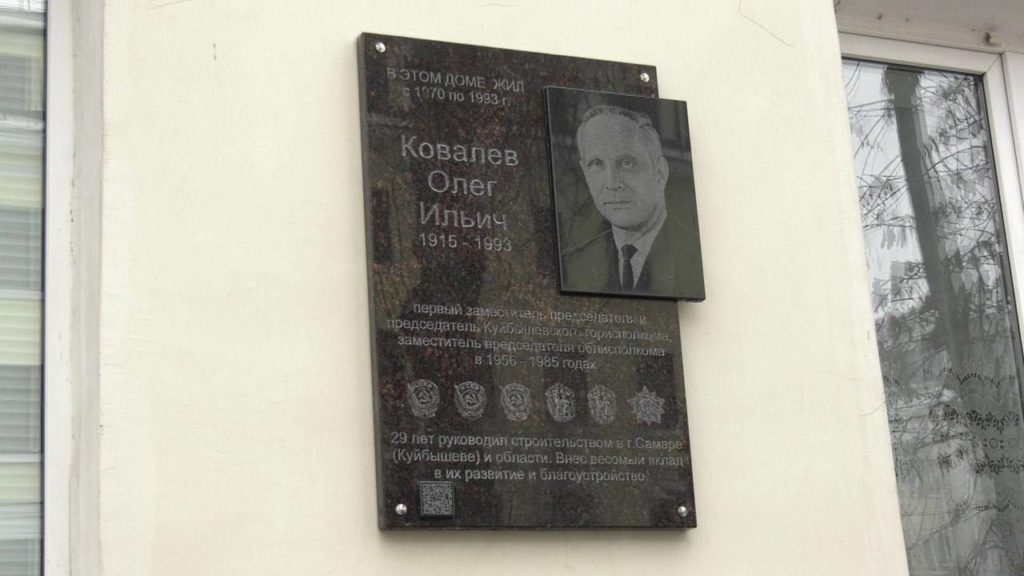 В ЭТОМ ДОМЕ ЖИЛ
с 1970 по 1993 г.
Ковалев
Олег
Ильич
1915 - 1993
первый заместитель председателя и
председатель Куйбышевского горисполкома,
заместитель председателя облисполкома
в 1956 - 1985 годах
29 лет руководил строительством в г.Самаре
(Куйбышеве) и области. Внес весомый вклад
в их развитие и благоустройство.